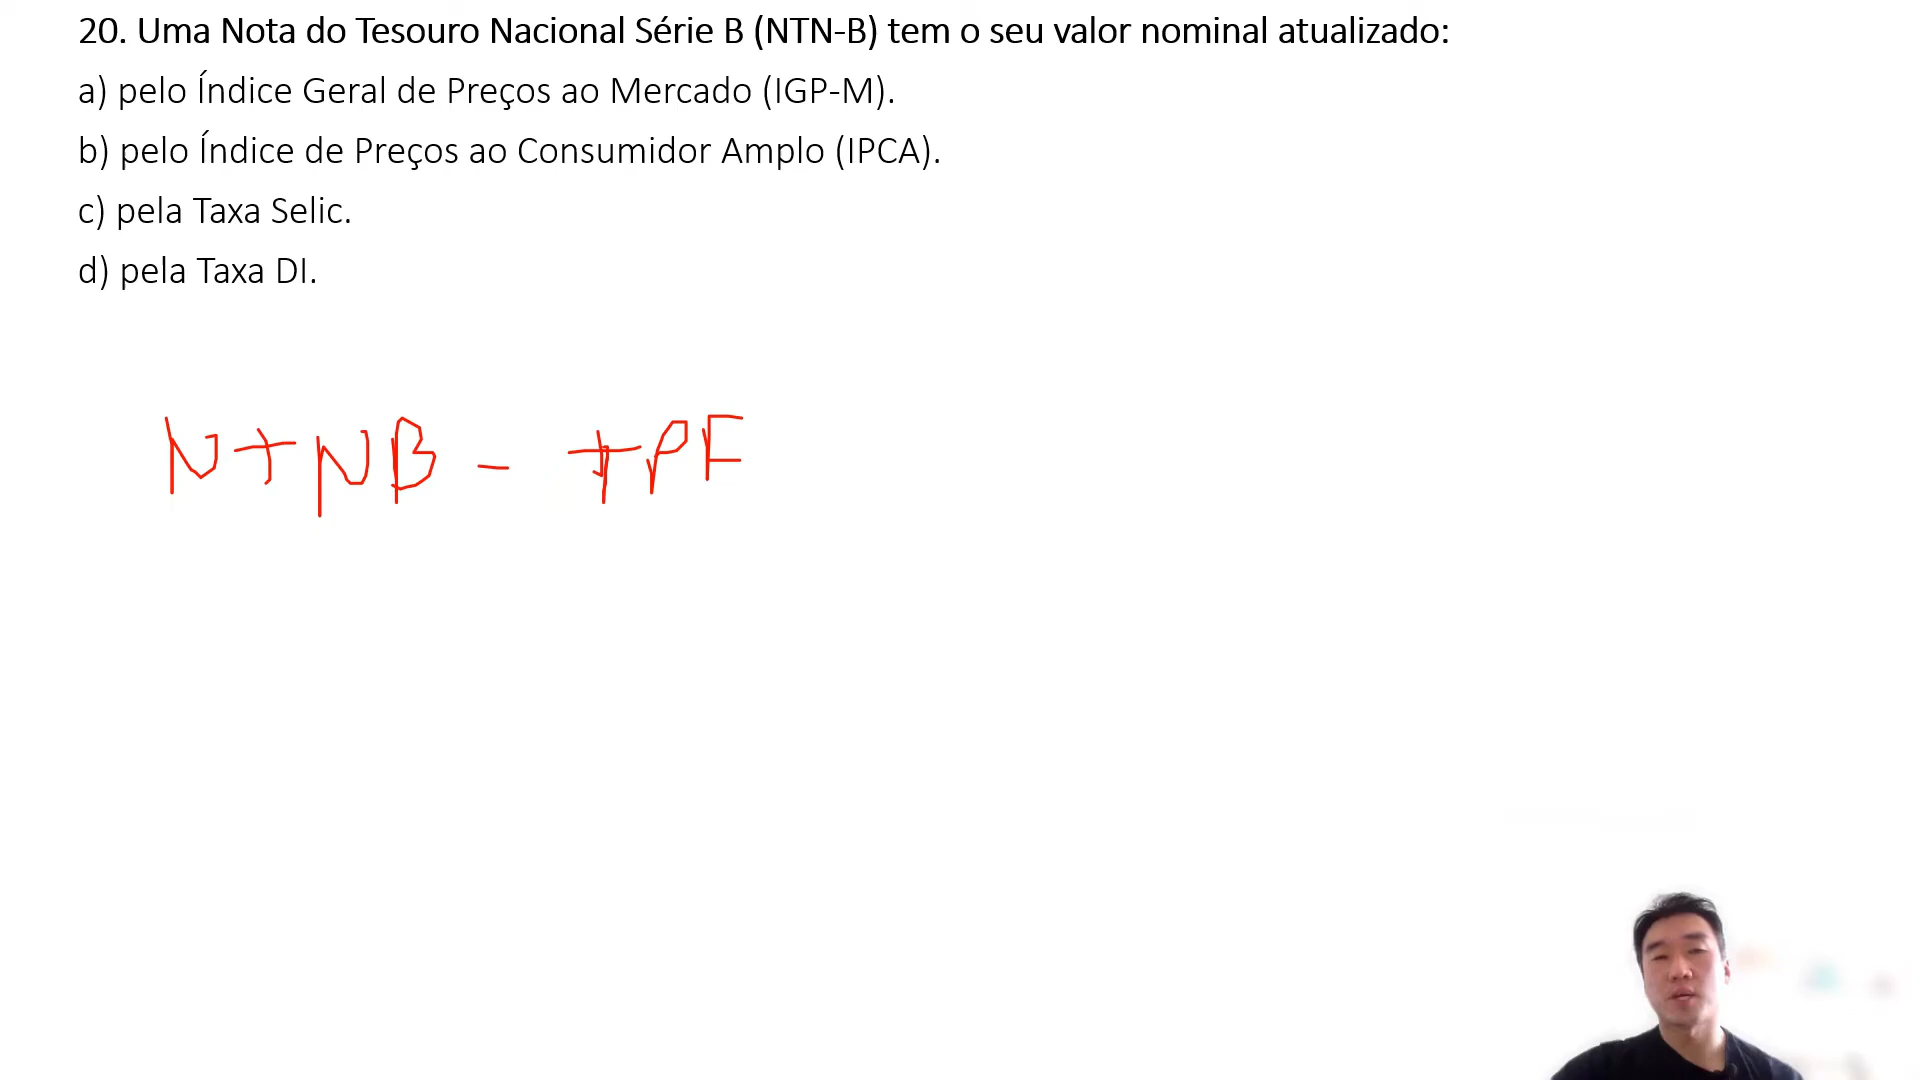 20. Uma Nota do Tesouro Nacional Série B (NTN-B) tem o seu valor nominal atualizado:
a) pelo Índice Geral de Preços ao Mercado (IGP-M).
b) pelo Índice de Preços ao Consumidor Amplo (IPCA).
c) pela Taxa Selic.
d) pela Taxa DI.
NTNB - TPF